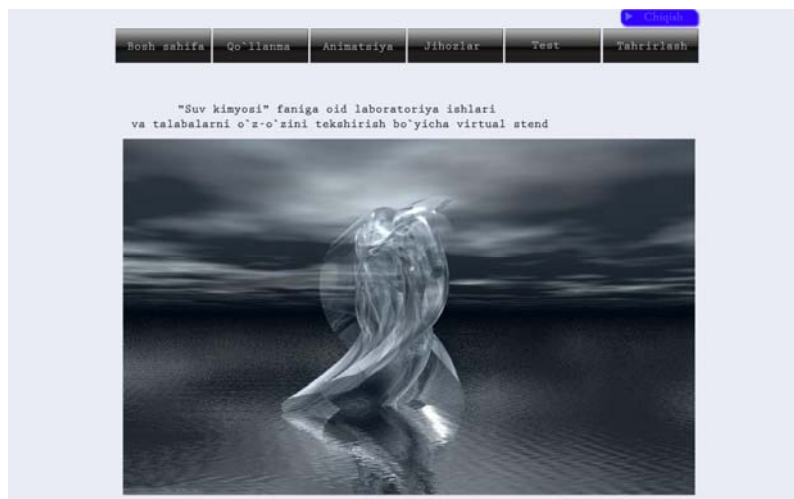 Chiqish
Bosh sahifa Qo`llanma Animatsiya Jihozlar Test Tahrirlash
"Suv kimyosi" faniga oid laboratoriya ishlari
va talabalarni o`z-o`zini tekshirish bo`yicha virtual stend